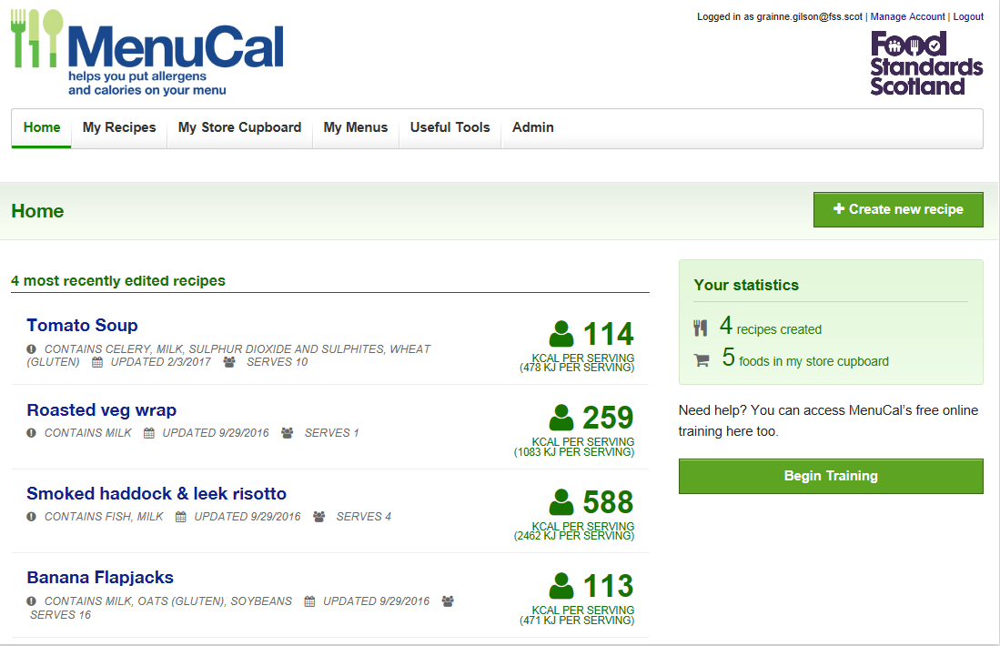 Logged in as grainne.gilson@fss.scot | Manage Account | Logout
MenuCal
helps you put allergens
and calories on your menu
Food
Standards
Scotland
Home My Recipes My Store Cupboard My Menus Useful Tools Admin
Home
Create new recipe
4 most recently edited recipes
Tomato Soup
CONTAINS CELERY, MILK, SULPHUR DIOXIDE AND SULPHITES, WHEAT
(GLUTEN) UPDATED 2/3/2017 SERVES 10
114
KCAL PER SERVING
(478 KJ PER SERVING)
Roasted veg wrap
CONTAINS MILK UPDATED 9/29/2016 SERVES 1
259
KCAL PER SERVING
(1083 KJ PER SERVING)
Smoked haddock & leek risotto
CONTAINS FISH, MILK UPDATED 9/29/2016 SERVES 4
588
KCAL PER SERVING
(2462 KJ PER SERVING)
Banana Flapjacks
CONTAINS MILK, OATS (GLUTEN), SOYBEANS UPDATED 9/29/2016
SERVES 16
113
KCAL PER SERVING
(471 KJ PER SERVING)
Your statistics
4 recipes created
5 foods in my store cupboard
Need help? You can access MenuCal's free online
training here too.
Begin Training